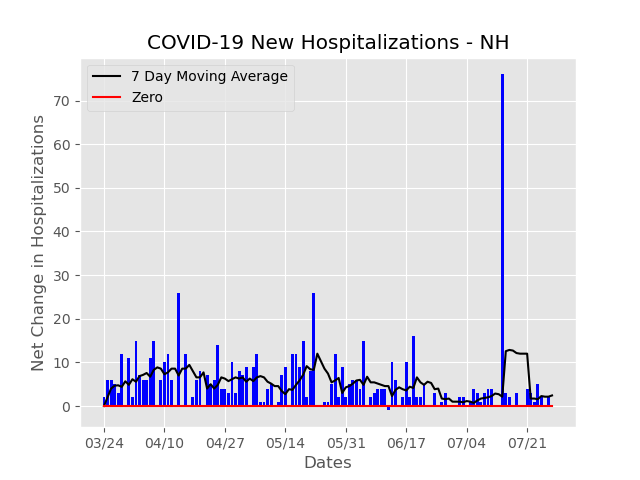 COVID-19 New Hospitalizations - NH
7 Day Moving Average
Zero
Net Change in Hospitalizations
70
60
50
40
30
20
10
0
03/24 04/10 04/27 05/14 05/31 06/17 07/04 07/21
Dates